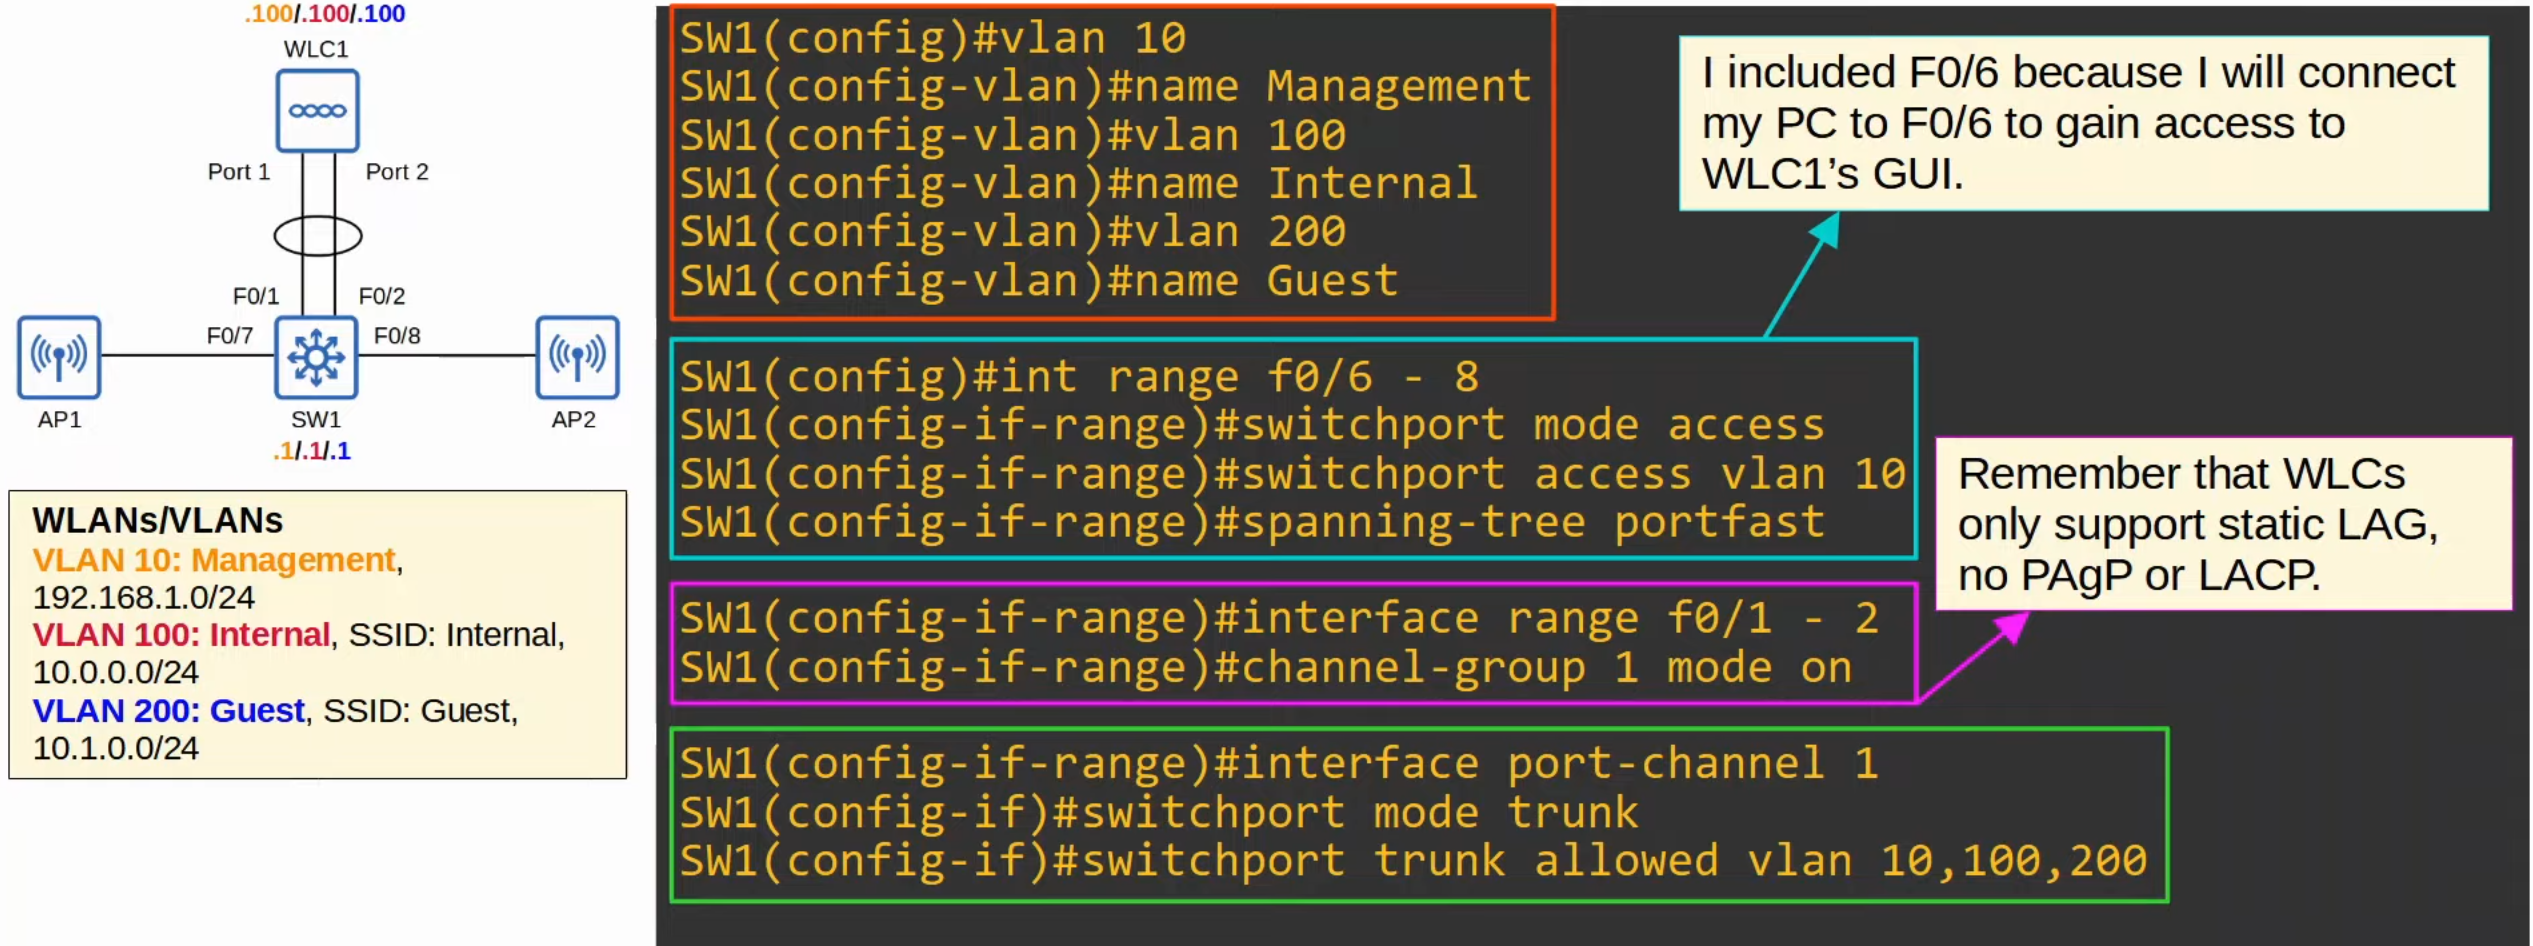 .100/.100/.100
WLC1
Port 1
Port 2
F0/1
F0/2
F0/7
F0/8
AP1
SW1
AP2
.1/.1/.1
WLANs/VLANs
VLAN 10: Management,
192.168.1.0/24
VLAN 100: Internal, SSID: Internal,
10.0.0.0/24
VLAN 200: Guest, SSID: Guest,
10.1.0.0/24
SW1(config)#vlan 10
SW1(config-vlan)#name Management
SW1(config-vlan)#vlan 100
SW1(config-vlan)#name Internal
SW1(config-vlan)#vlan 200
SW1(config-vlan)#name Guest
I included F0/6 because I will connect
my PC to F0/6 to gain access to
WLC1’s GUI.
SW1(config)#int range f0/6 - 8
SW1(config-if-range)#switchport mode access
SW1(config-if-range)#switchport access vlan 10
SW1(config-if-range)#spanning-tree portfast
Remember that WLCs
only support static LAG,
no PAgP or LACP.
SW1(config-if-range)#interface range f0/1 - 2
SW1(config-if-range)#channel-group 1 mode on
SW1(config-if-range)#interface port-channel 1
SW1(config-if)#switchport mode trunk
SW1(config-if)#switchport trunk allowed vlan 10,100,200